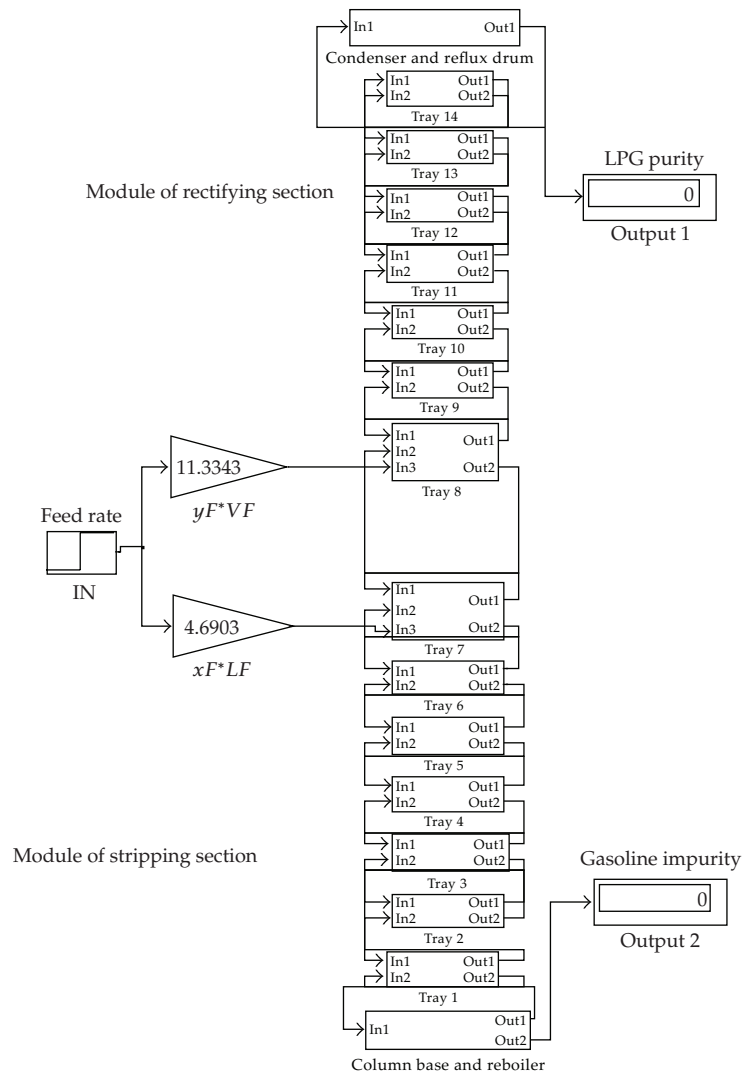 In1 Out1
Condenser and reflux drum
In1 Out1
In2 Out2
Tray 14
In1 Out1
In2 Out2
Tray 13
LPG purity
0
Output 1
Module of rectifying section
In1 Out1
In2 Out2
Tray 12
In1 Out1
In2 Out2
Tray 11
In1 Out1
In2 Out2
Tray 10
In1 Out1
In2 Out2
Tray 9
In1 Out1
In2
In3 Out2
Tray 8
11.3343
yF*VF
Feed rate
IN
4.6903
xF*LF
In1 Out1
In2
In3 Out2
Tray 7
In1 Out1
In2 Out2
Tray 6
In1 Out1
In2 Out2
Tray 5
In1 Out1
In2 Out2
Tray 4
Module of stripping section
In1 Out1
In2 Out2
Tray 3
In1 Out1
In2 Out2
Tray 2
Gasoline impurity
0
Output 2
In1 Out1
In2 Out2
Tray 1
In1 Out1
Out2
Column base and reboiler